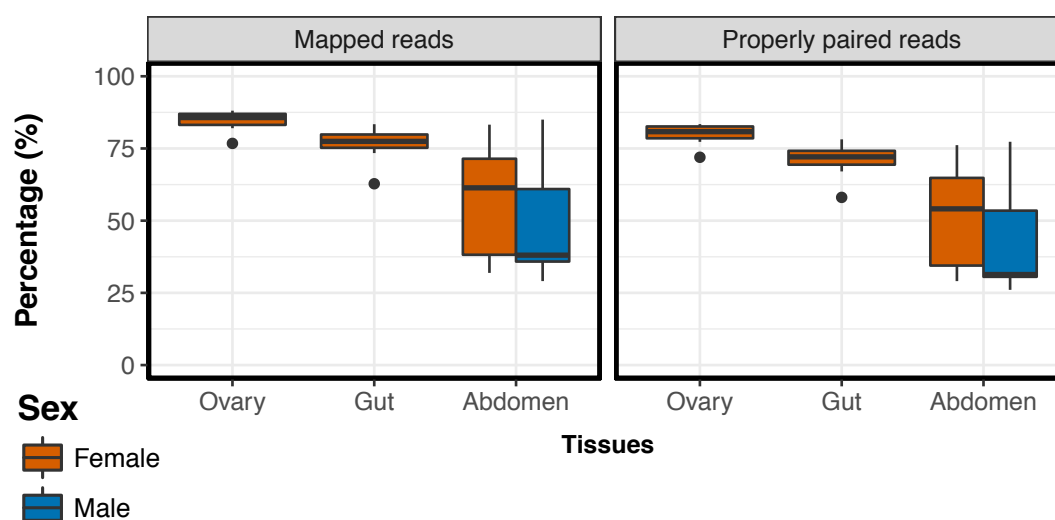 Mapped reads
Properly paired reads
Percentage (%)
100
75
50
25
0
Ovary Gut Abdomen
Ovary Gut Abdomen
Tissues
Sex
Female
Male